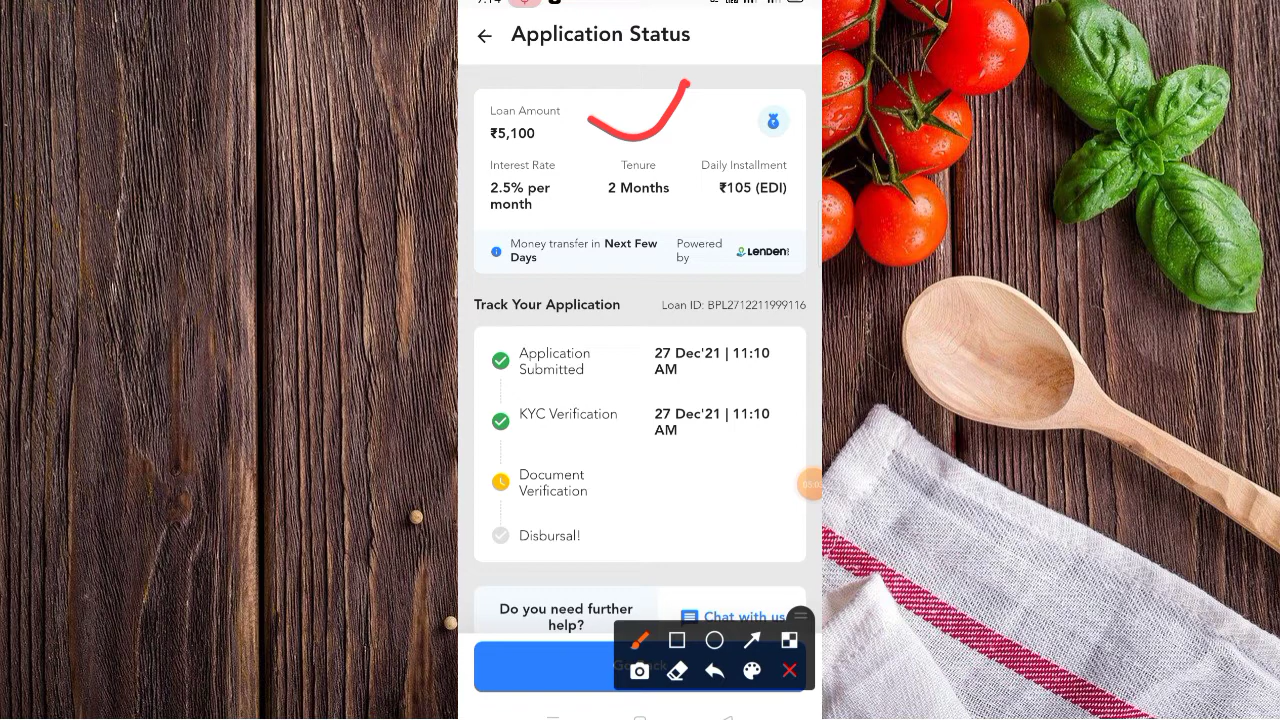 Application Status
Loan Amount
₹5,100
Interest Rate Tenure Daily Installment
2.5% per month 2 Months ₹105 (EDI)
Money transfer in Next Few Days Powered by LenDen
Track Your Application Loan ID: BPL2712211999116
Application Submitted 27 Dec'21 | 11:10 AM
KYC Verification 27 Dec'21 | 11:10 AM
Document Verification
Disbursal!
Do you need further help? Chat with us